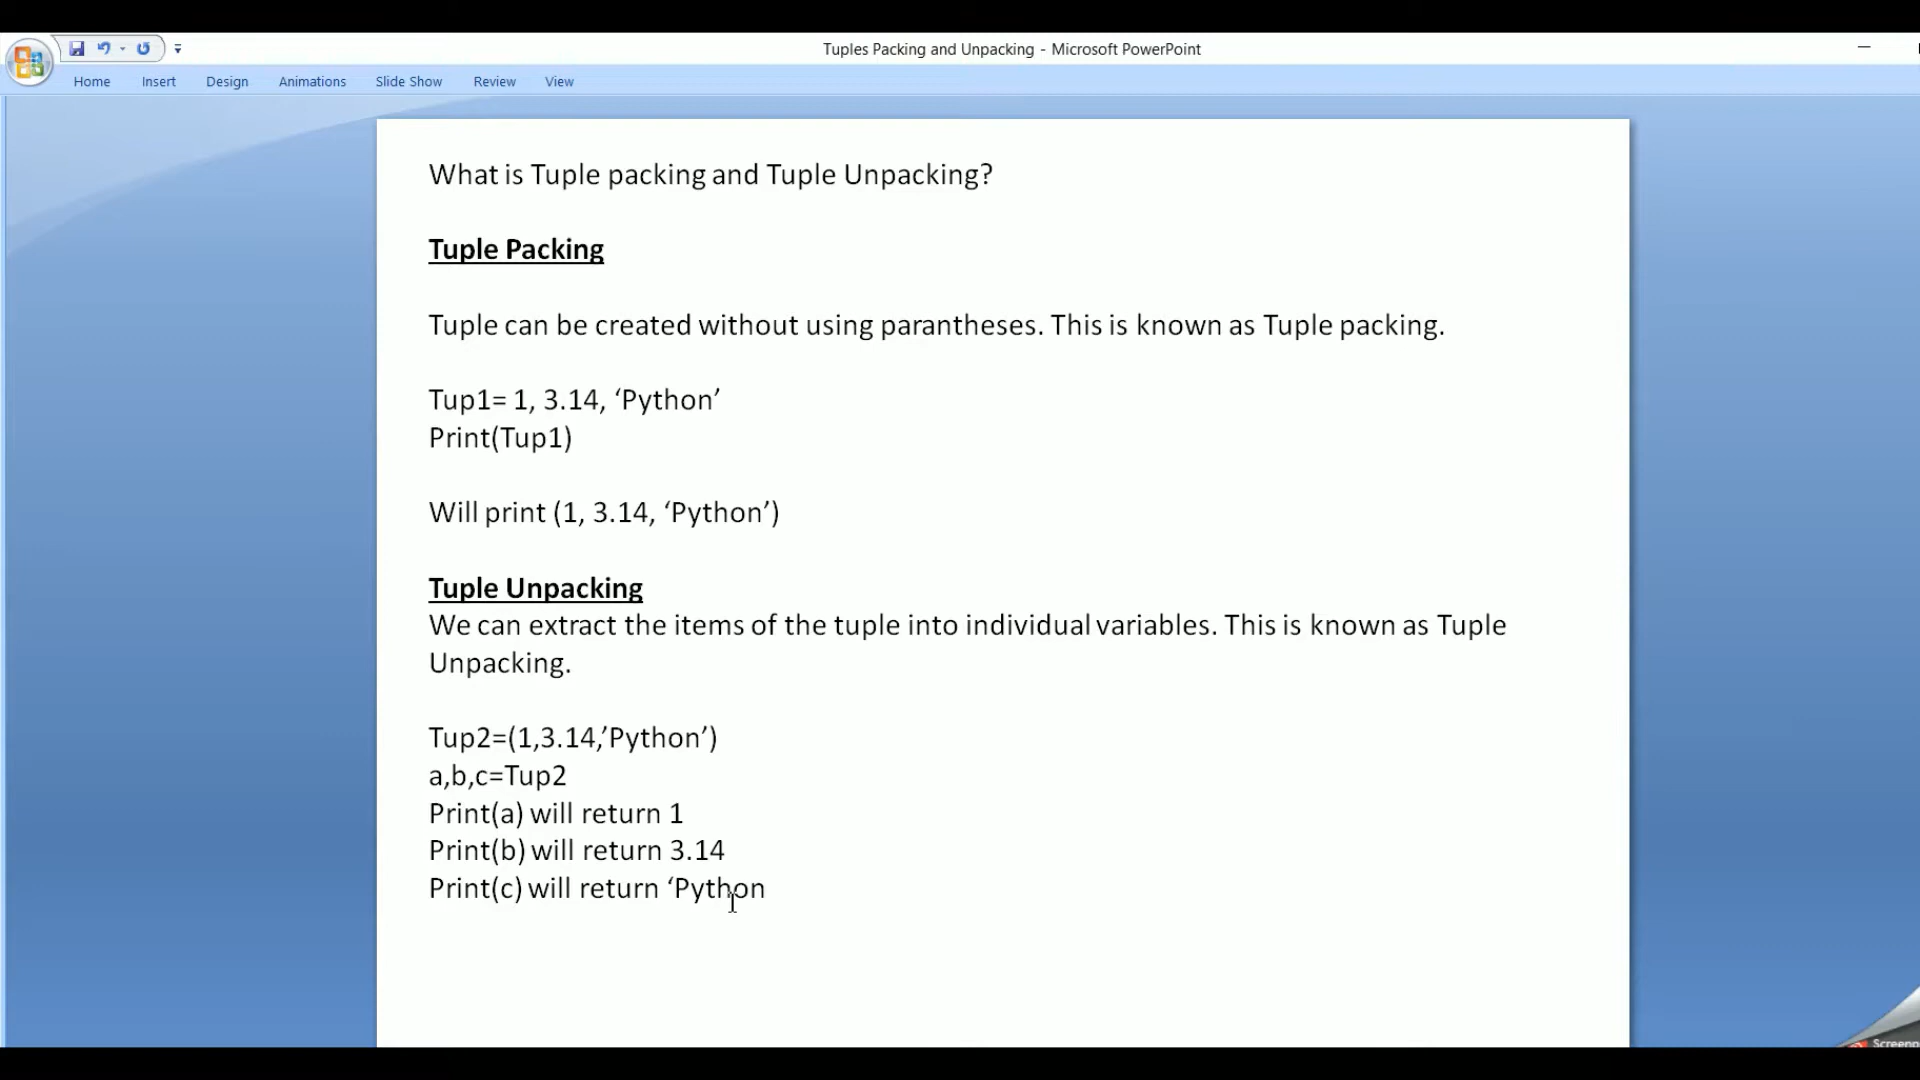 Tuples Packing and Unpacking - Microsoft PowerPoint
Home Insert Design Animations Slide Show Review View
What is Tuple packing and Tuple Unpacking?
Tuple Packing
Tuple can be created without using parantheses. This is known as Tuple packing.
Tup1= 1, 3.14, ‘Python’
Print(Tup1)
Will print (1, 3.14, ‘Python’)
Tuple Unpacking
We can extract the items of the tuple into individual variables. This is known as Tuple
Unpacking.
Tup2=(1,3.14,’Python’)
a,b,c=Tup2
Print(a) will return 1
Print(b) will return 3.14
Print(c) will return ‘Python